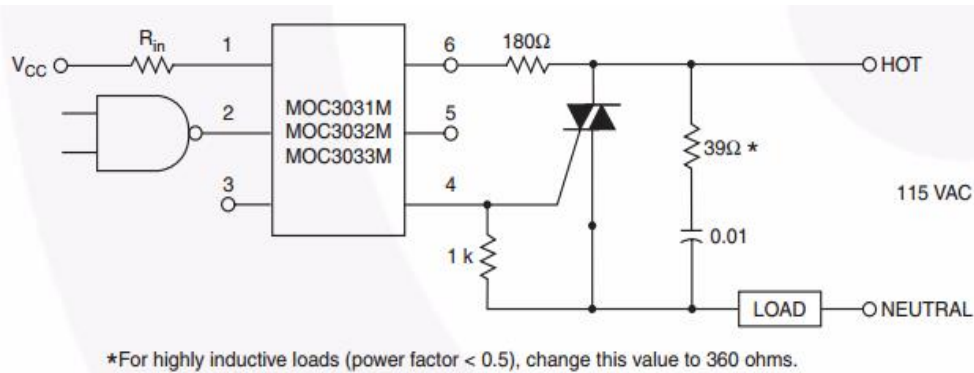 Rin
VCC
1
2
3
MOC3031M
MOC3032M
MOC3033M
6
5
4
180Ω
HOT
39Ω *
115 VAC
0.01
1 k
LOAD
NEUTRAL
*For highly inductive loads (power factor < 0.5), change this value to 360 ohms.